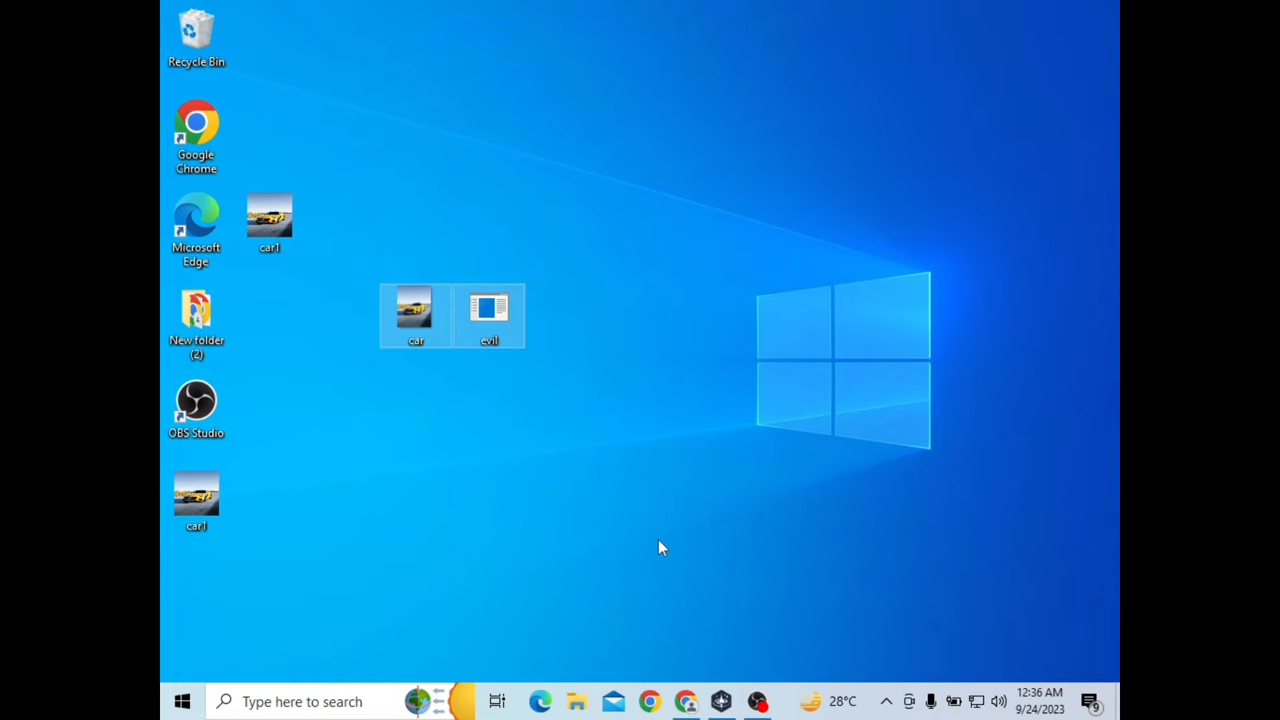 Recycle Bin
Google
Chrome
Microsoft
Edge
car1
New folder
(2)
car
evil
OBS Studio
car1
Type here to search
28°C
12:36 AM
9/24/2023
9